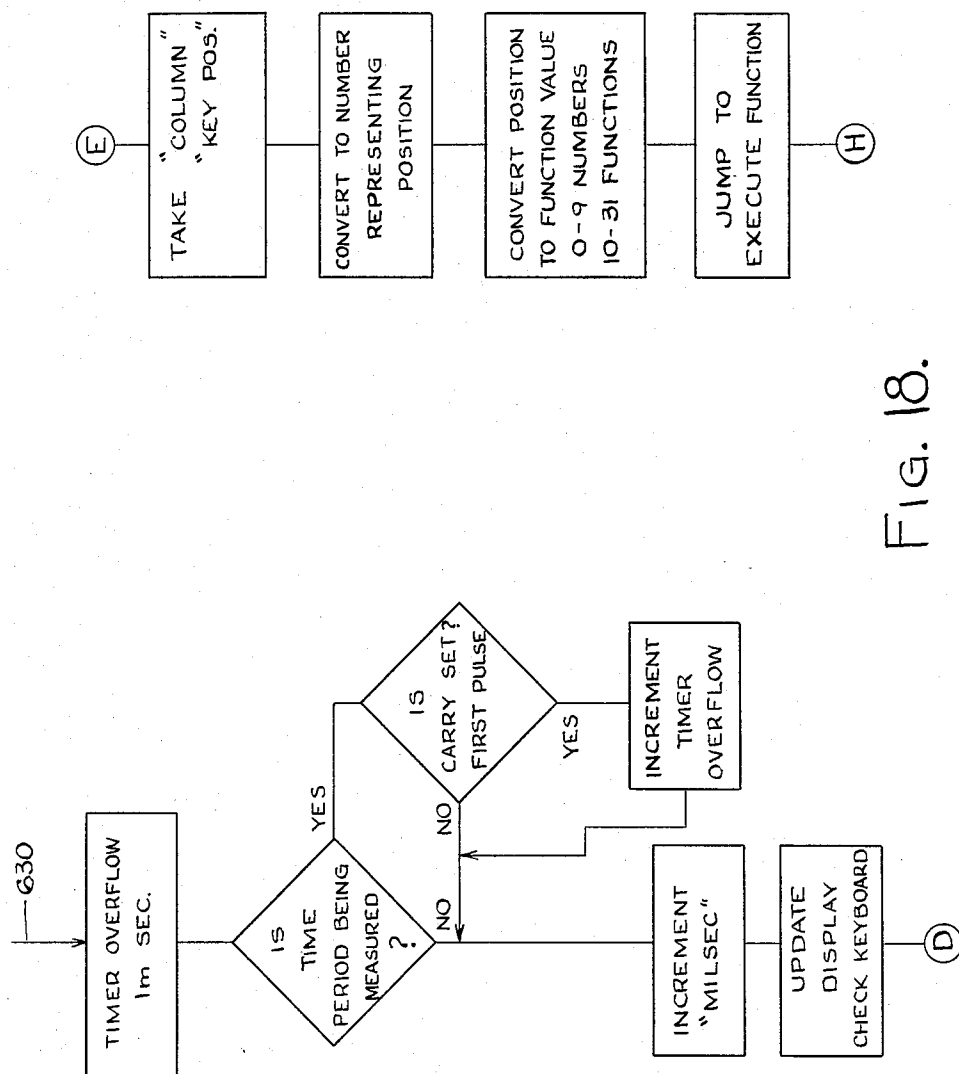 630
TIMER OVERFLOW
1m SEC.
IS
TIME
PERIOD BEING
MEASURED
?
YES
NO
IS
CARRY SET?
FIRST PULSE
NO
YES
INCREMENT
TIMER
OVERFLOW
INCREMENT
"MILSEC"
UPDATE
DISPLAY
CHECK KEYBOARD
D
E
TAKE "COLUMN"
"KEY POS."
CONVERT TO NUMBER
REPRESENTING
POSITION
CONVERT POSITION
TO FUNCTION VALUE
0-9 NUMBERS
10-31 FUNCTIONS
JUMP TO
EXECUTE FUNCTION
H
FIG. 18.